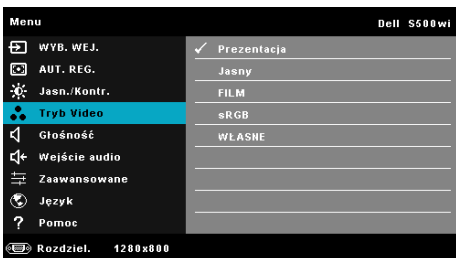 Menu Dell S500wi
WYB. WEJ.
AUT. REG.
Jasn./Kontr.
Tryb Video
Głośność
Wejście audio
Zaawansowane
Język
? Pomoc
✓ Prezentacja
Jasny
FILM
sRGB
WŁASNE
Rozdziel. 1280x800